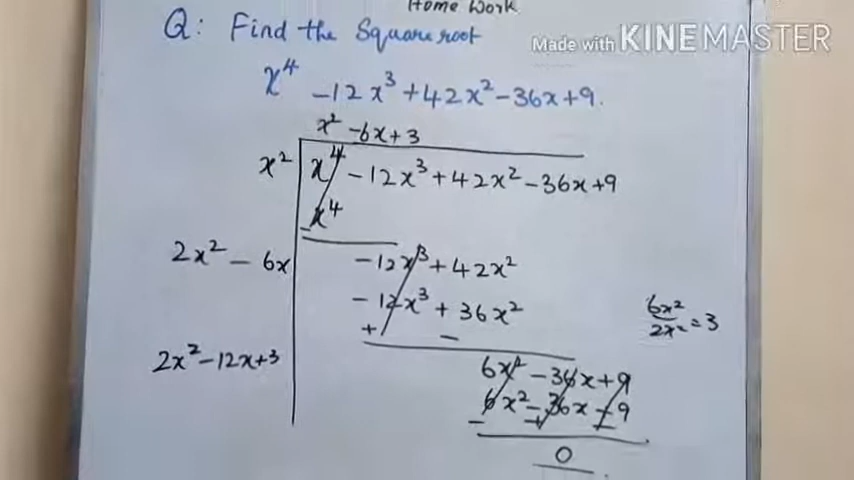 Home Work
Made with KINEMASTER
Q: Find the Square root
x⁴ - 12x³ + 42x² - 36x + 9.
x² - 6x + 3
x² x⁴ - 12x³ + 42x² - 36x + 9
x⁴
-
2x² - 6x - 12x³ + 42x²
- 12x³ + 36x²
+ -
6x²/2x² = 3
2x² - 12x + 3 6x² - 36x + 9
6x² - 36x + 9
- + -
0